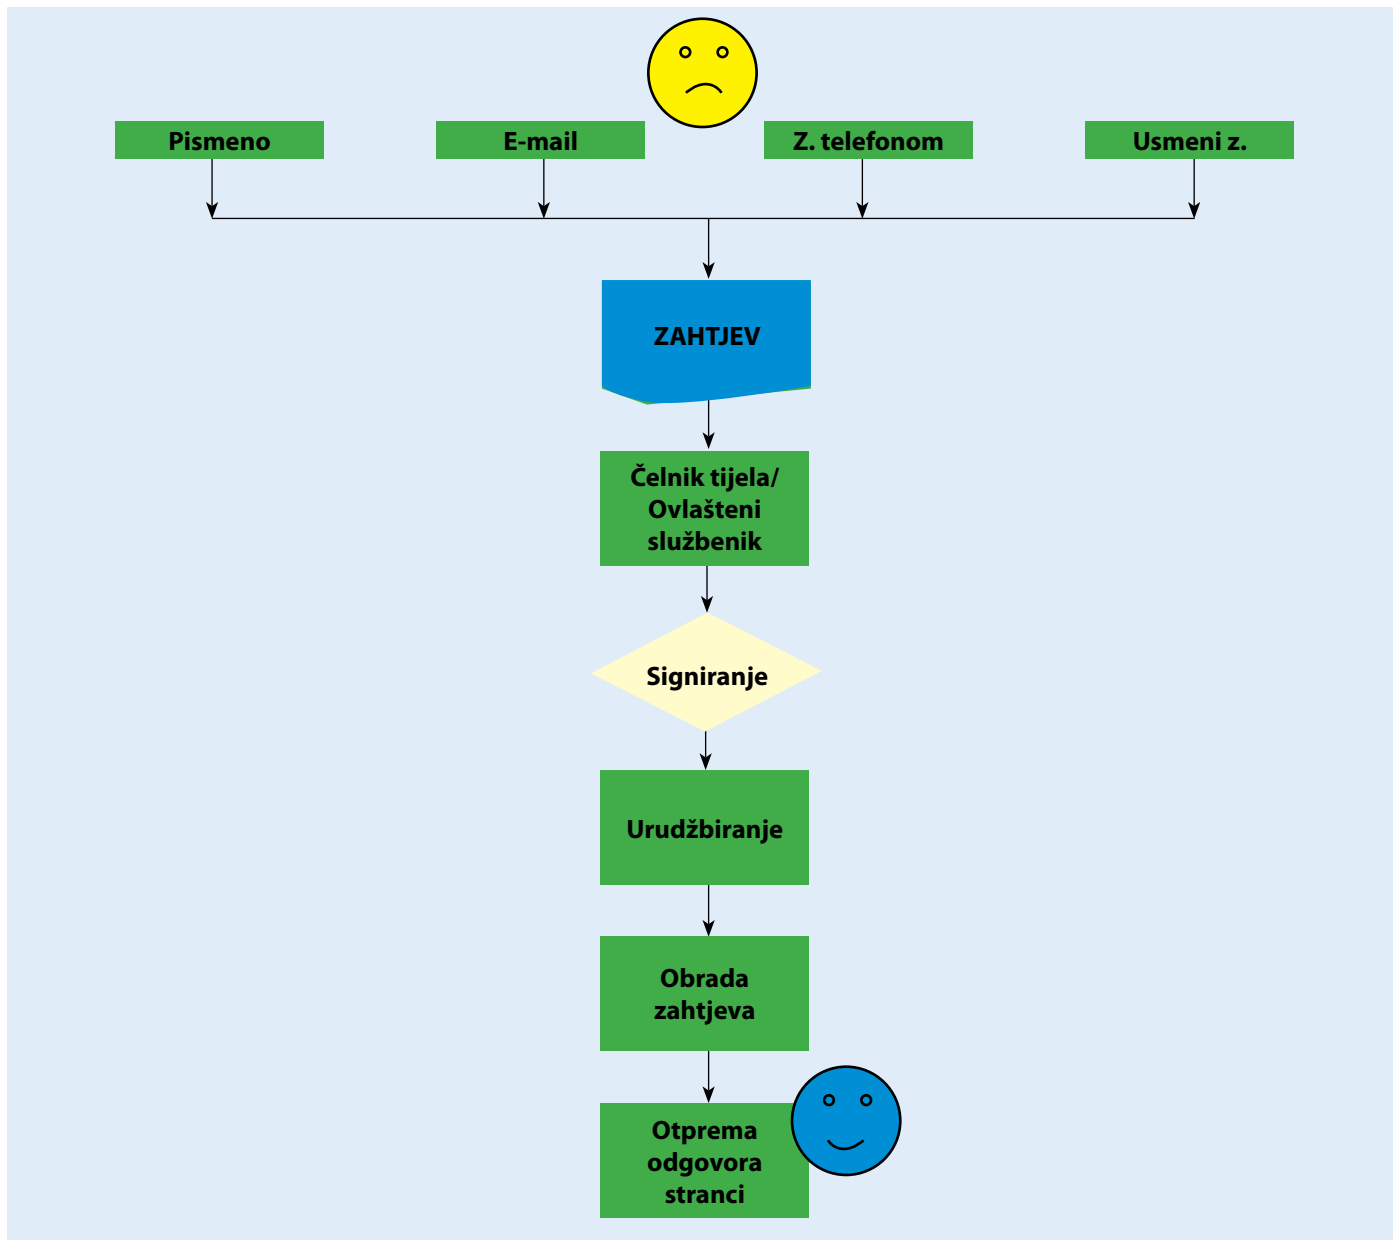 Pismeno
E-mail
Z. telefonom
Usmeni z.
ZAHTJEV
Čelnik tijela/
Ovlašteni
službenik
Signiranje
Urudžbiranje
Obrada
zahtjeva
Otprema
odgovora
stranci